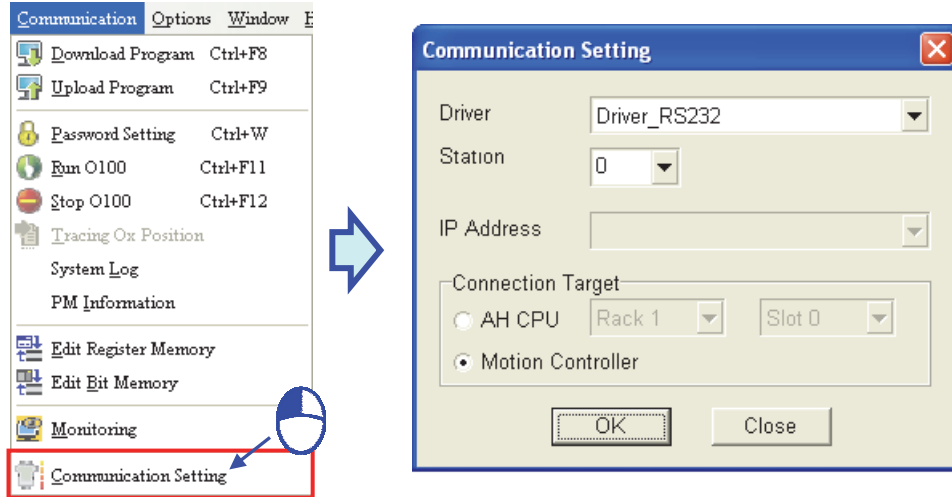 Communication Options Window
Download Program Ctrl+F8
Upload Program Ctrl+F9
Password Setting Ctrl+W
Run O100 Ctrl+F11
Stop O100 Ctrl+F12
Tracing Ox Position
System Log
PM Information
Edit Register Memory
Edit Bit Memory
Monitoring
Communication Setting
Communication Setting
Driver Driver_RS232
Station 0
IP Address
Connection Target
AH CPU Rack 1 Slot 0
Motion Controller
OK Close